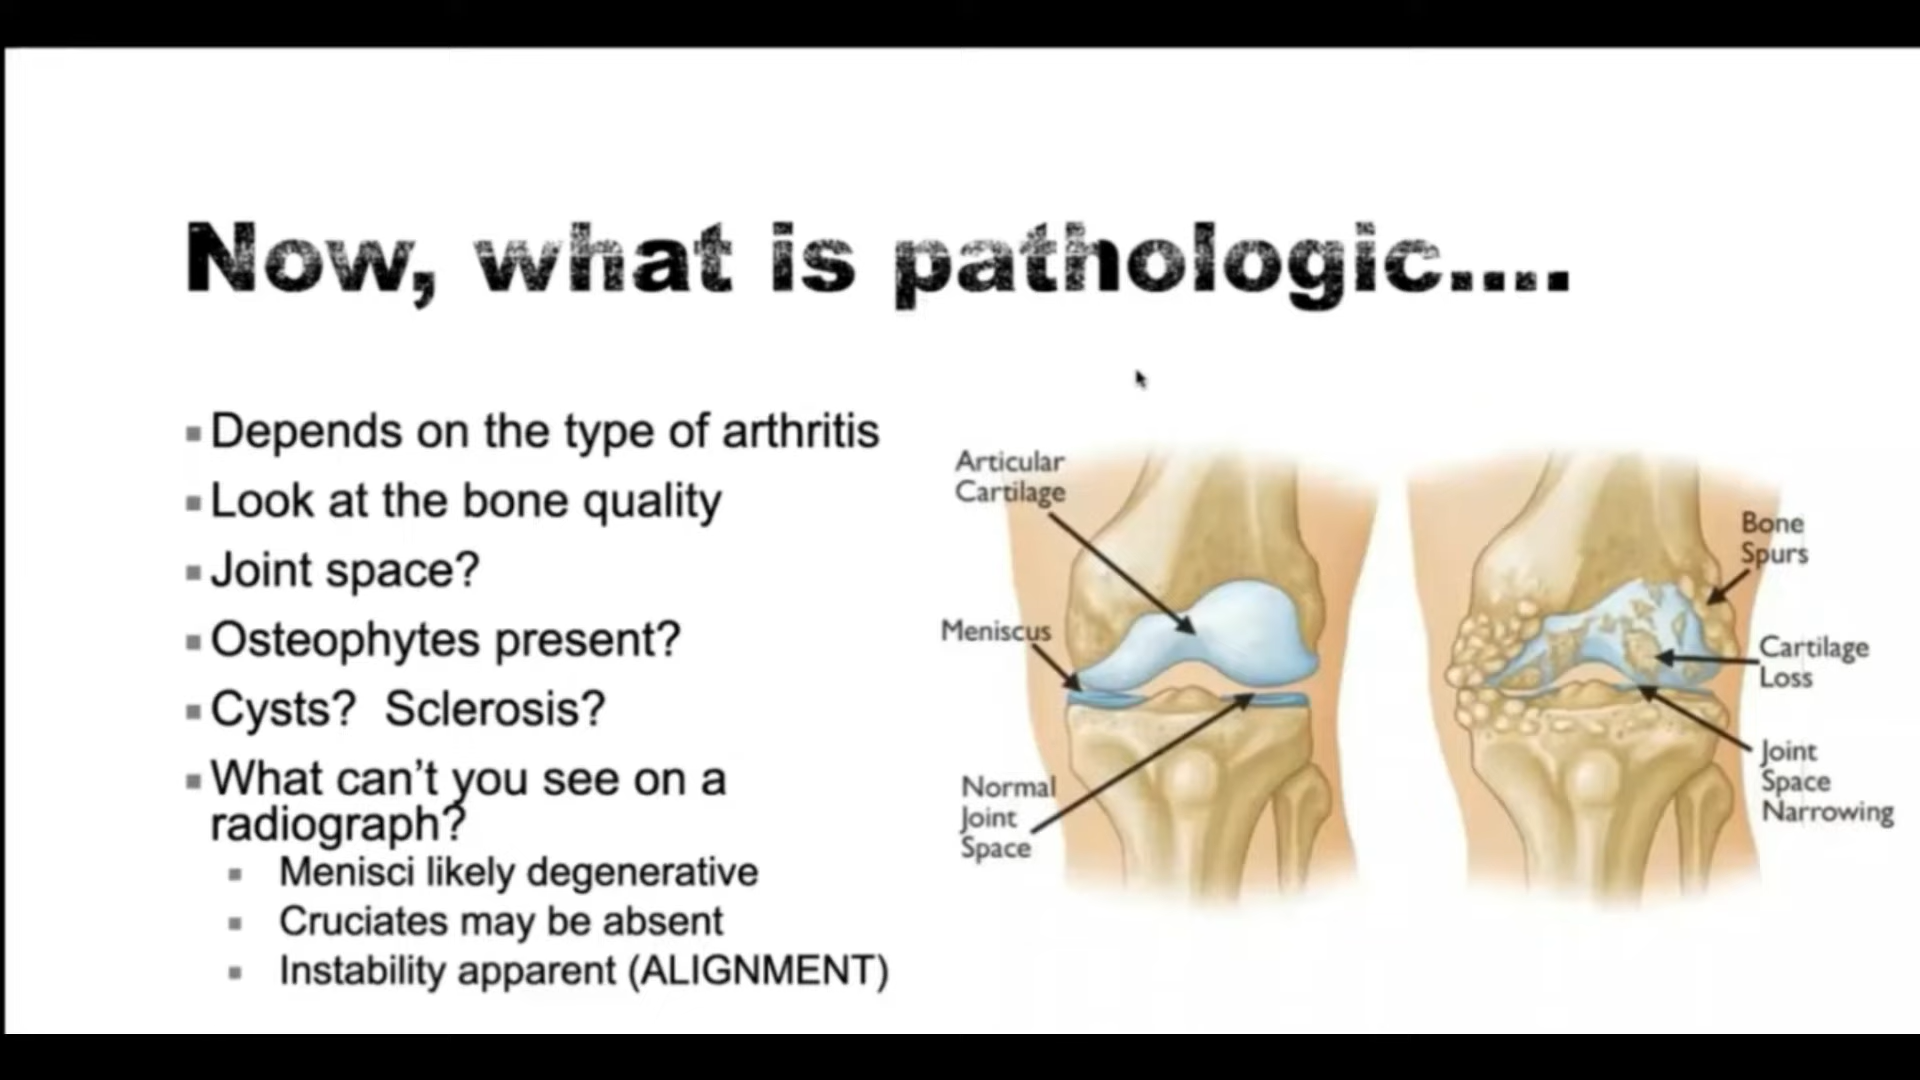 Now, what is pathologic....
Depends on the type of arthritis
Look at the bone quality
Joint space?
Osteophytes present?
Cysts?  Sclerosis?
What can’t you see on a
radiograph?
Menisci likely degenerative
Cruciates may be absent
Instability apparent (ALIGNMENT)
Articular
Cartilage
Meniscus
Normal
Joint
Space
Bone
Spurs
Cartilage
Loss
Joint
Space
Narrowing